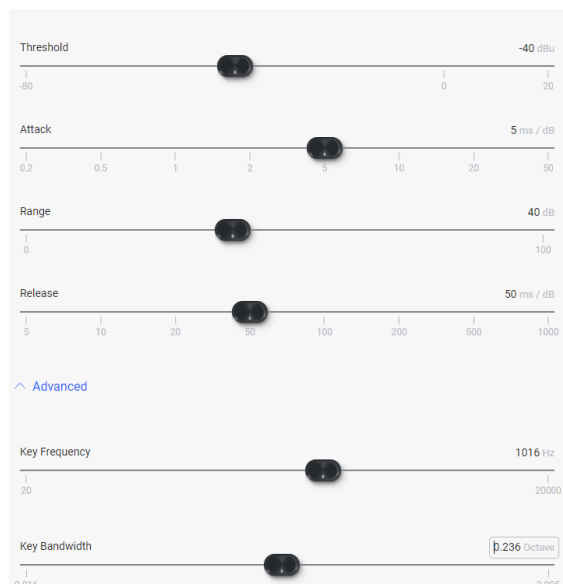 Threshold -40 dBu
-80 0 20
Attack 5 ms / dB
0.2 0.5 1 2 5 10 20 50
Range 40 dB
0 100
Release 50 ms / dB
5 10 20 50 100 200 500 1000
Advanced
Key Frequency 1016 Hz
20 20000
Key Bandwidth 0.236 Octave